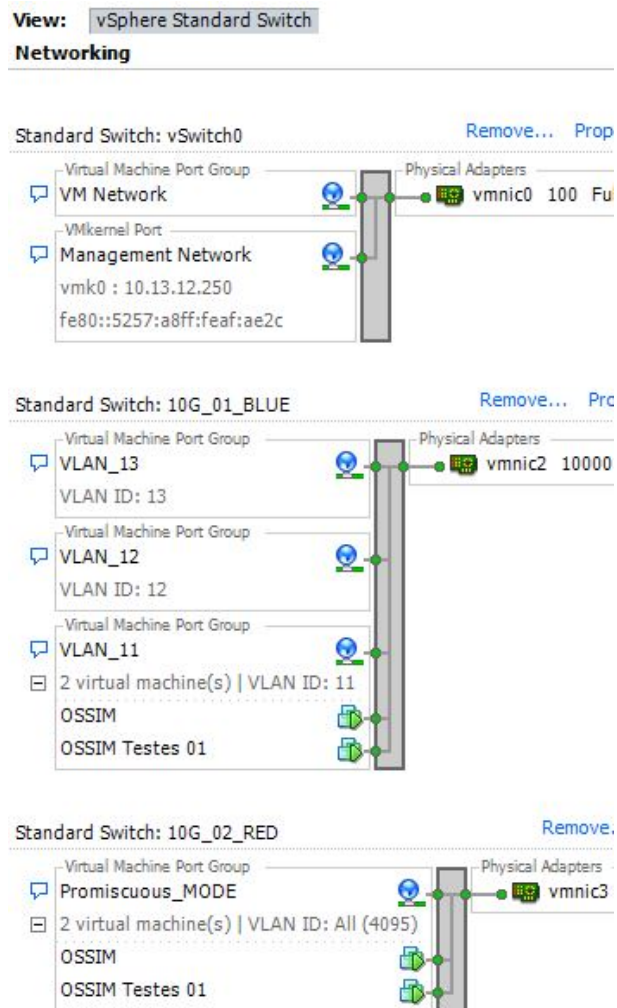 View: vSphere Standard Switch
Networking
Standard Switch: vSwitch0 Remove... Prop
Virtual Machine Port Group
VM Network
Physical Adapters
vmnic0 100 Fu
VMkernel Port
Management Network
vmk0 : 10.13.12.250
fe80::5257:a8ff:feaf:ae2c
Standard Switch: 10G_01_BLUE Remove... Pro
Virtual Machine Port Group
VLAN_13
VLAN ID: 13
Physical Adapters
vmnic2 10000
Virtual Machine Port Group
VLAN_12
VLAN ID: 12
Virtual Machine Port Group
VLAN_11
2 virtual machine(s) | VLAN ID: 11
OSSIM
OSSIM Testes 01
Standard Switch: 10G_02_RED Remove.
Virtual Machine Port Group
Promiscuous_MODE
Physical Adapters
vmnic3
2 virtual machine(s) | VLAN ID: All (4095)
OSSIM
OSSIM Testes 01